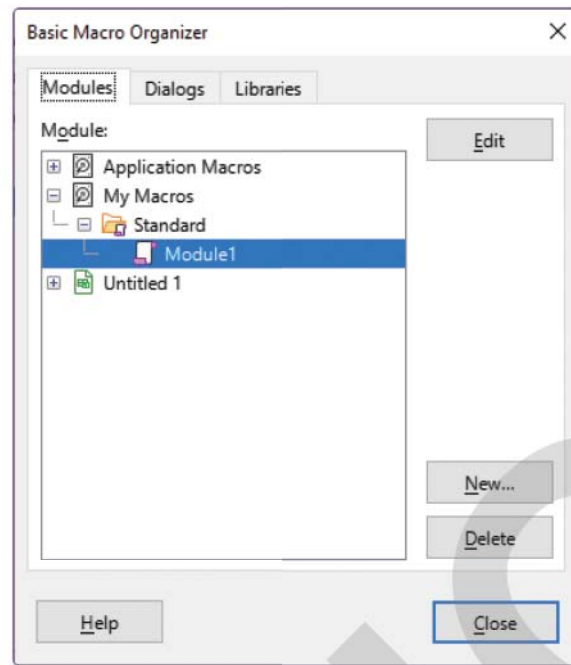 Basic Macro Organizer
Modules Dialogs Libraries
Module:
Edit
Application Macros
My Macros
Standard
Module1
Untitled 1
New...
Delete
Help
Close